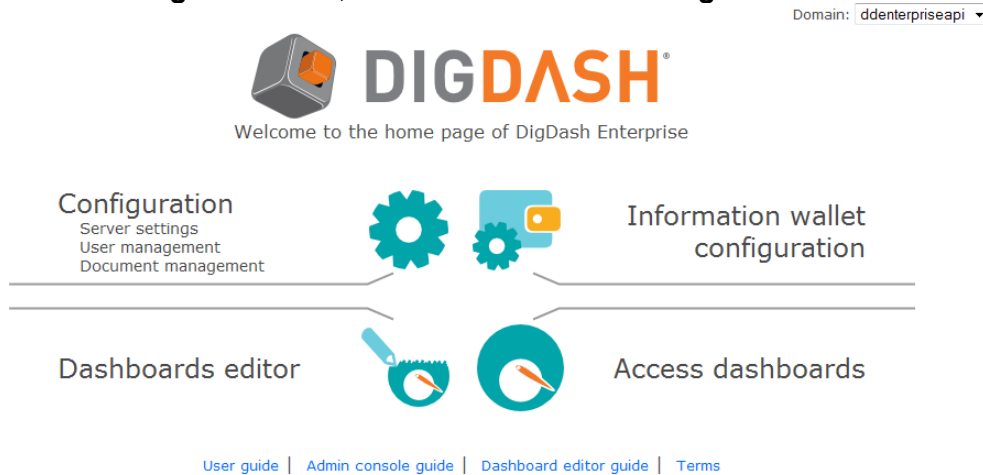 Domain: ddenterpriseapi
DIGDASH®
Welcome to the home page of DigDash Enterprise
Configuration
Server settings
User management
Document management
Information wallet
configuration
Dashboards editor
Access dashboards
User guide | Admin console guide | Dashboard editor guide | Terms